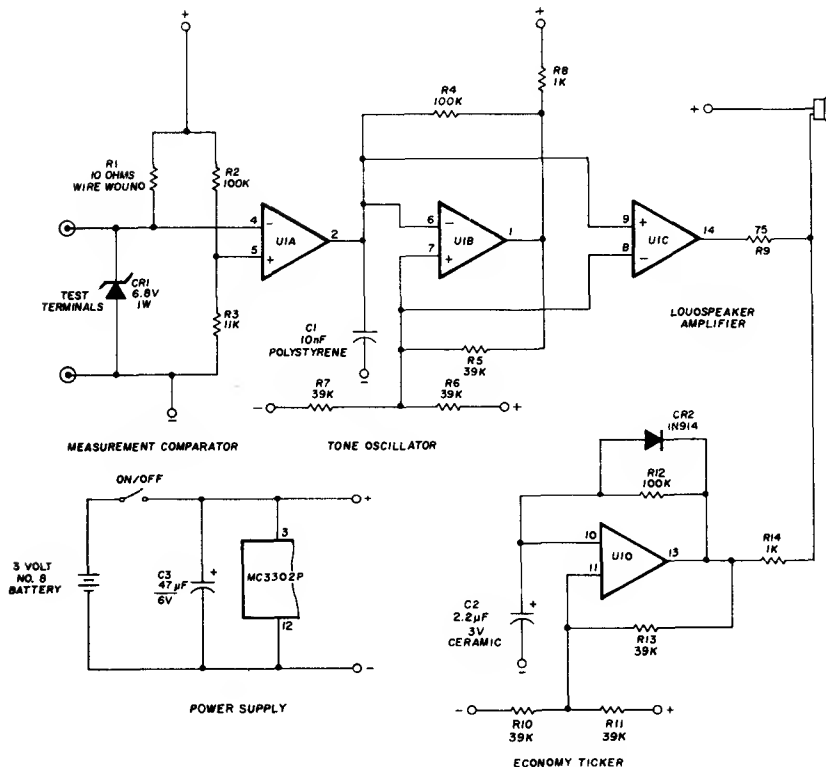 +
+
R8
1K
R4
100K
+
R1
10 OHMS
WIRE WOUND
R2
100K
4
-
5
+
U1A
2
6
-
7
+
U1B
1
9
+
8
-
U1C
14
75
R9
TEST
TERMINALS
CR1
6.8V
1W
R3
11K
C1
10nF
POLYSTYRENE
-
R5
39K
LOUDSPEAKER
AMPLIFIER
-
R7
39K
R6
39K
+
-
MEASUREMENT COMPARATOR
TONE OSCILLATOR
CR2
1N914
R12
100K
ON/OFF
+
3 VOLT
NO. 8
BATTERY
C3
47 µF
6V
+
3
MC3302P
12
-
POWER SUPPLY
10
11
U1D
13
R14
1K
C2
2.2µF
3V
CERAMIC
+
-
R13
39K
-
R10
39K
R11
39K
+
ECONOMY TICKER